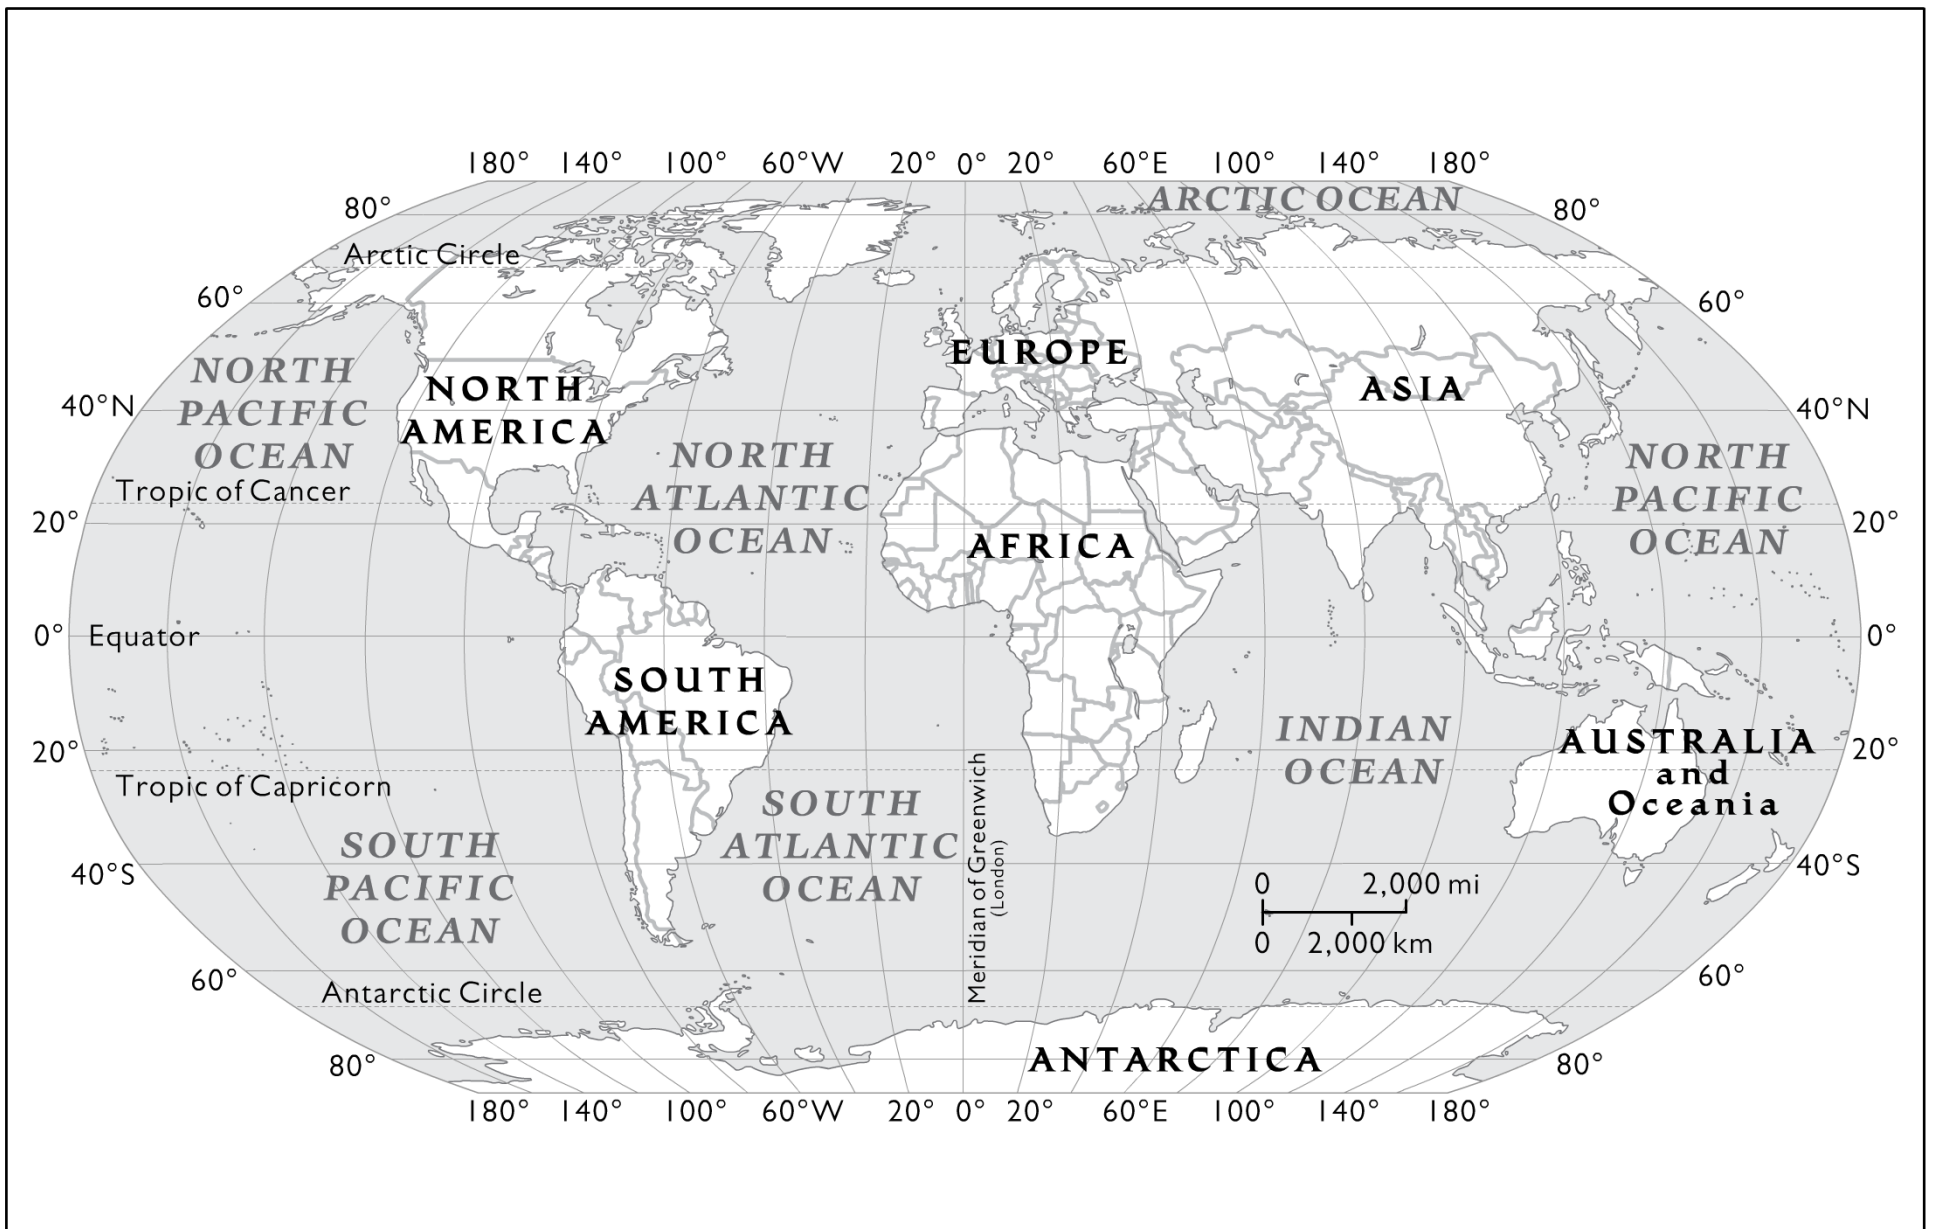 180° 140° 100° 60°W 20° 0° 20° 60°E 100° 140° 180°
ARCTIC OCEAN
80° 80°
Arctic Circle
60° 60°
EUROPE
NORTH
PACIFIC
OCEAN
NORTH
AMERICA
ASIA
40°N 40°N
NORTH
ATLANTIC
OCEAN
NORTH
PACIFIC
OCEAN
Tropic of Cancer
20° 20°
AFRICA
0° Equator 0°
SOUTH
AMERICA
INDIAN
OCEAN
AUSTRALIA
and
Oceania
20° 20°
Tropic of Capricorn
SOUTH
PACIFIC
OCEAN
SOUTH
ATLANTIC
OCEAN
Meridian of Greenwich
(London)
40°S 40°S
0 2,000 mi
0 2,000 km
60° 60°
Antarctic Circle
ANTARCTICA
80° 80°
180° 140° 100° 60°W 20° 0° 20° 60°E 100° 140° 180°